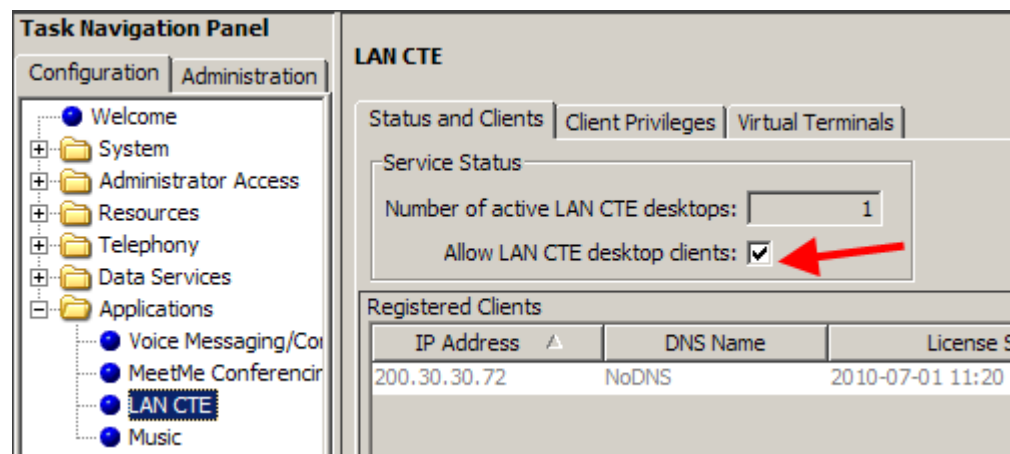 Task Navigation Panel
Configuration Administration
Welcome
System
Administrator Access
Resources
Telephony
Data Services
Applications
Voice Messaging/Co
MeetMe Conferencin
LAN CTE
Music
LAN CTE
Status and Clients Client Privileges Virtual Terminals
Service Status
Number of active LAN CTE desktops: 1
Allow LAN CTE desktop clients:
Registered Clients
IP Address DNS Name License S
200.30.30.72 NoDNS 2010-07-01 11:20